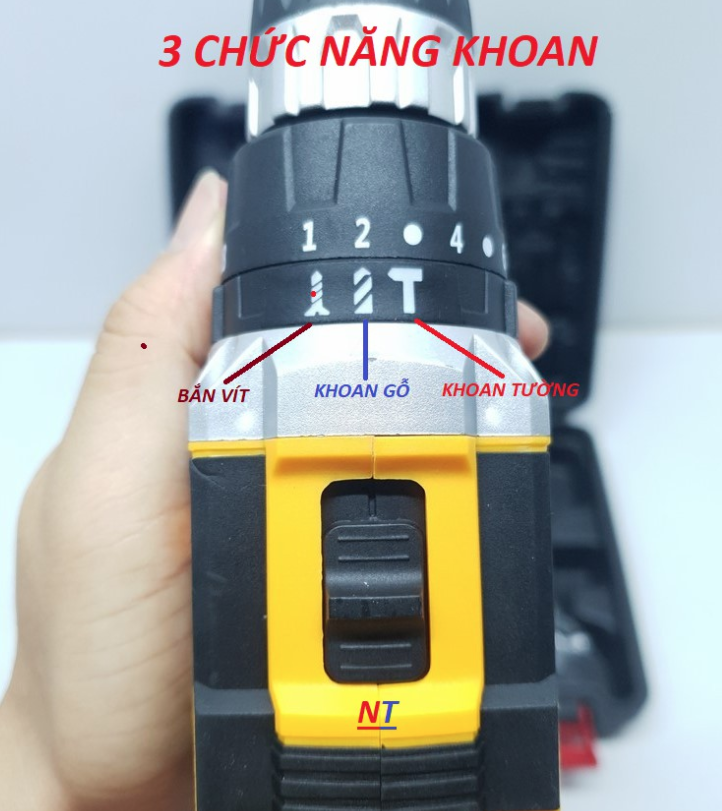 3 CHỨC NĂNG KHOAN
1 2 • 4 •
BẮN VÍT KHOAN GỖ KHOAN TƯỜNG
NT